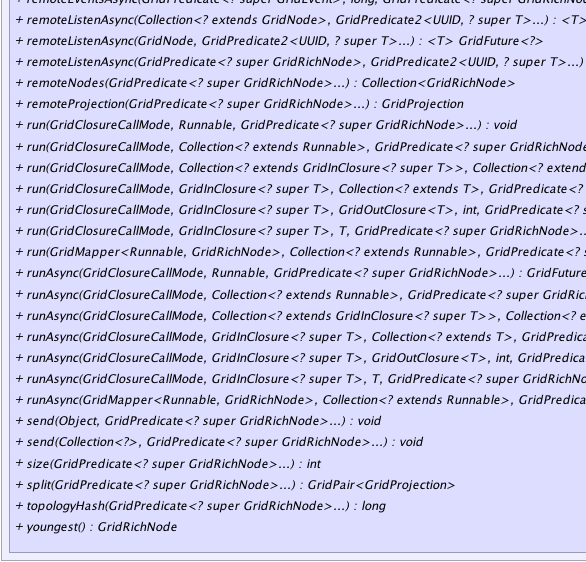 + remoteEventsAsync(GridPredicate<? super GridEvent>, long, GridPredicate<? super GridRichNo
+ remoteListenAsync(Collection<? extends GridNode>, GridPredicate2<UUID, ? super T>...) : <T>
+ remoteListenAsync(GridNode, GridPredicate2<UUID, ? super T>...) : <T> GridFuture<?>
+ remoteListenAsync(GridPredicate<? super GridRichNode>, GridPredicate2<UUID, ? super T>...)
+ remoteNodes(GridPredicate<? super GridRichNode>...) : Collection<GridRichNode>
+ remoteProjection(GridPredicate<? super GridRichNode>...) : GridProjection
+ run(GridClosureCallMode, Runnable, GridPredicate<? super GridRichNode>...) : void
+ run(GridClosureCallMode, Collection<? extends Runnable>, GridPredicate<? super GridRichNode
+ run(GridClosureCallMode, Collection<? extends GridInClosure<? super T>>, Collection<? extend
+ run(GridClosureCallMode, GridInClosure<? super T>, Collection<? extends T>, GridPredicate<?
+ run(GridClosureCallMode, GridInClosure<? super T>, GridOutClosure<T>, int, GridPredicate<? s
+ run(GridClosureCallMode, GridInClosure<? super T>, T, GridPredicate<? super GridRichNode>..
+ run(GridMapper<Runnable, GridRichNode>, Collection<? extends Runnable>, GridPredicate<? s
+ runAsync(GridClosureCallMode, Runnable, GridPredicate<? super GridRichNode>...) : GridFuture
+ runAsync(GridClosureCallMode, Collection<? extends Runnable>, GridPredicate<? super GridRic
+ runAsync(GridClosureCallMode, Collection<? extends GridInClosure<? super T>>, Collection<? e
+ runAsync(GridClosureCallMode, GridInClosure<? super T>, Collection<? extends T>, GridPredica
+ runAsync(GridClosureCallMode, GridInClosure<? super T>, GridOutClosure<T>, int, GridPredica
+ runAsync(GridClosureCallMode, GridInClosure<? super T>, T, GridPredicate<? super GridRichNo
+ runAsync(GridMapper<Runnable, GridRichNode>, Collection<? extends Runnable>, GridPredica
+ send(Object, GridPredicate<? super GridRichNode>...) : void
+ send(Collection<?>, GridPredicate<? super GridRichNode>...) : void
+ size(GridPredicate<? super GridRichNode>...) : int
+ split(GridPredicate<? super GridRichNode>...) : GridPair<GridProjection>
+ topologyHash(GridPredicate<? super GridRichNode>...) : long
+ youngest() : GridRichNode